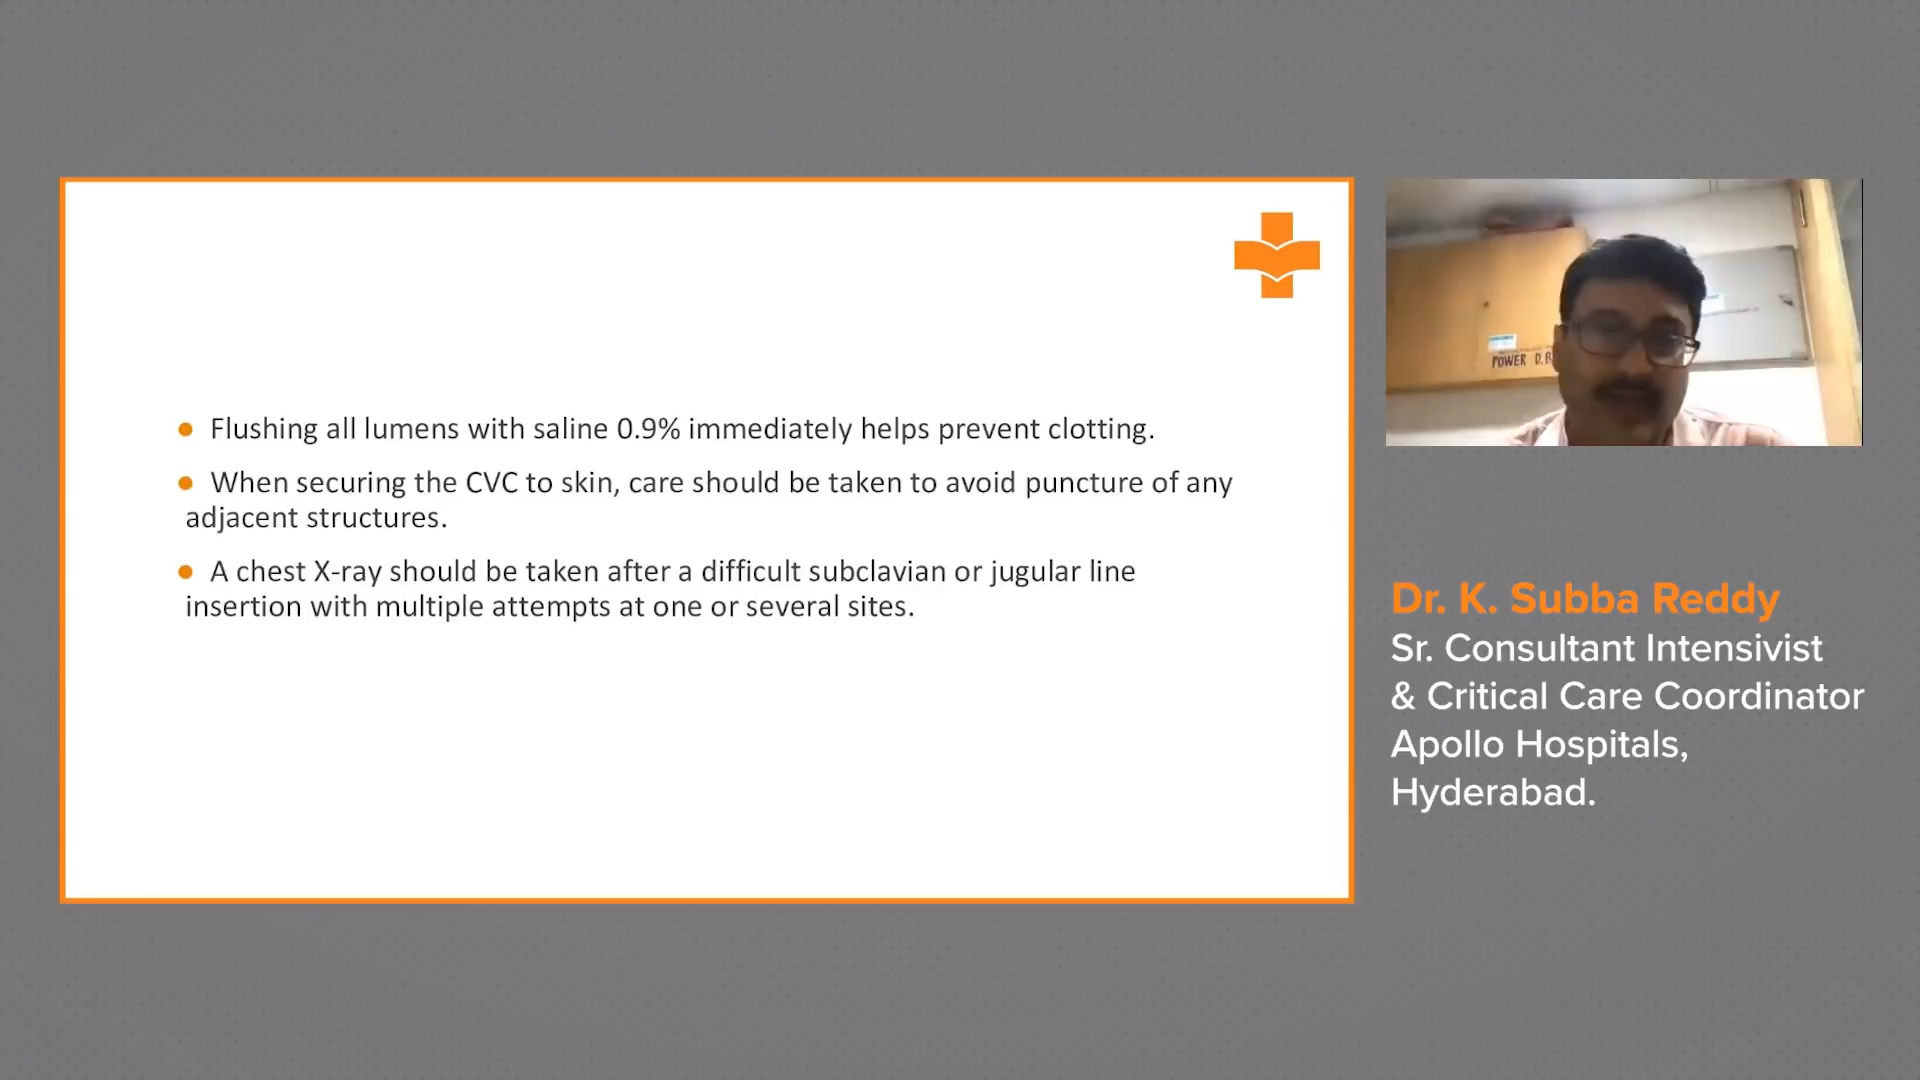 ● Flushing all lumens with saline 0.9% immediately helps prevent clotting.
● When securing the CVC to skin, care should be taken to avoid puncture of any
adjacent structures.
● A chest X-ray should be taken after a difficult subclavian or jugular line
insertion with multiple attempts at one or several sites.
POWER D.B
Dr. K. Subba Reddy
Sr. Consultant Intensivist
& Critical Care Coordinator
Apollo Hospitals,
Hyderabad.